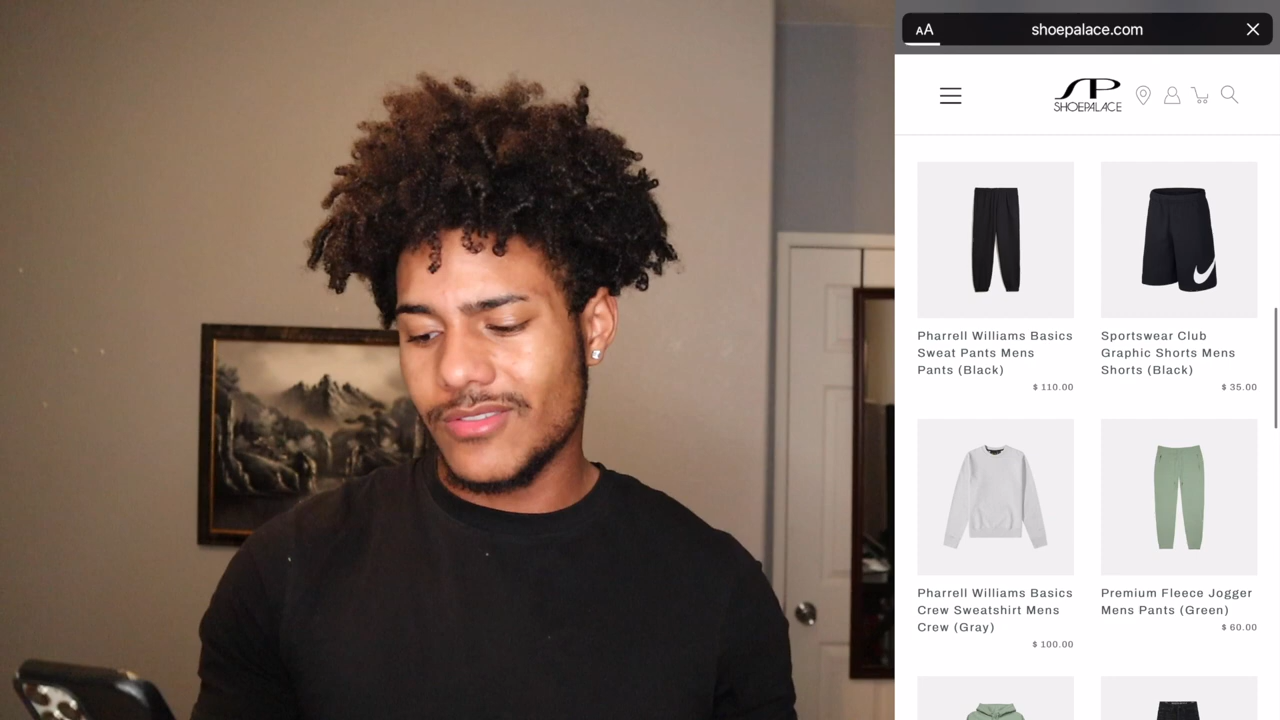 AA
shoepalace.com
SP
SHOEPALACE
Pharrell Williams Basics
Sweat Pants Mens
Pants (Black)
$ 110.00
Sportswear Club
Graphic Shorts Mens
Shorts (Black)
$ 35.00
Pharrell Williams Basics
Crew Sweatshirt Mens
Crew (Gray)
$ 100.00
Premium Fleece Jogger
Mens Pants (Green)
$ 60.00